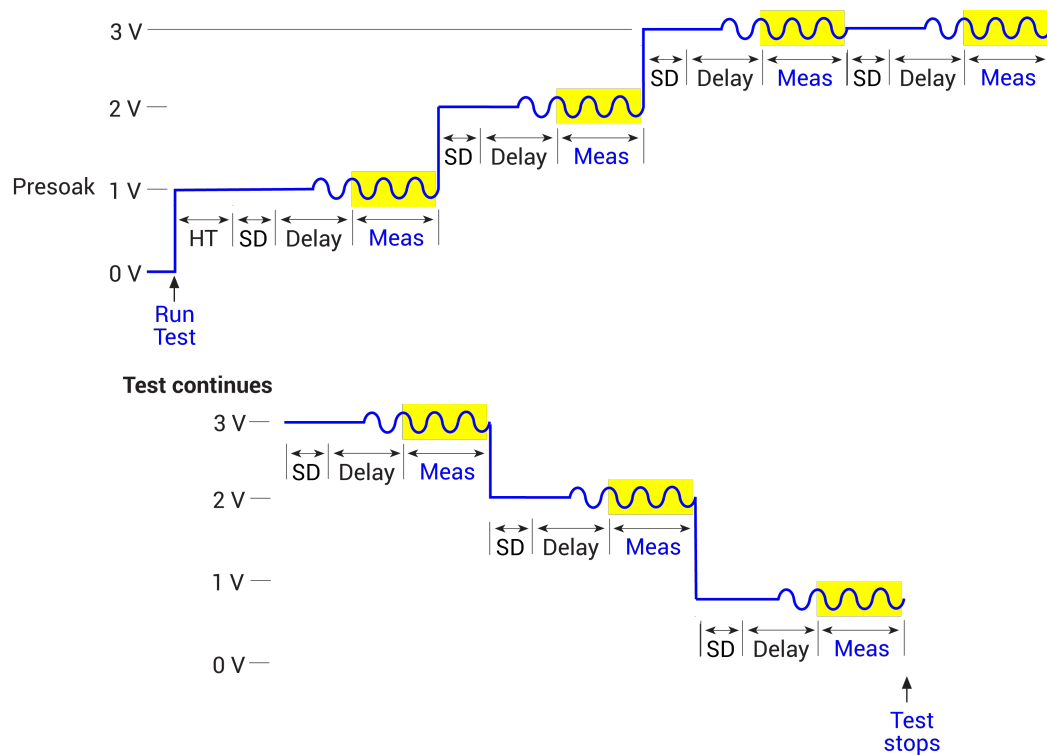 3 V
SD Delay Meas SD Delay Meas
2 V
SD Delay Meas
Presoak 1 V
HT SD Delay Meas
0 V
Run
Test
Test continues
3 V
SD Delay Meas
2 V
SD Delay Meas
1 V
SD Delay Meas
0 V
Test
stops